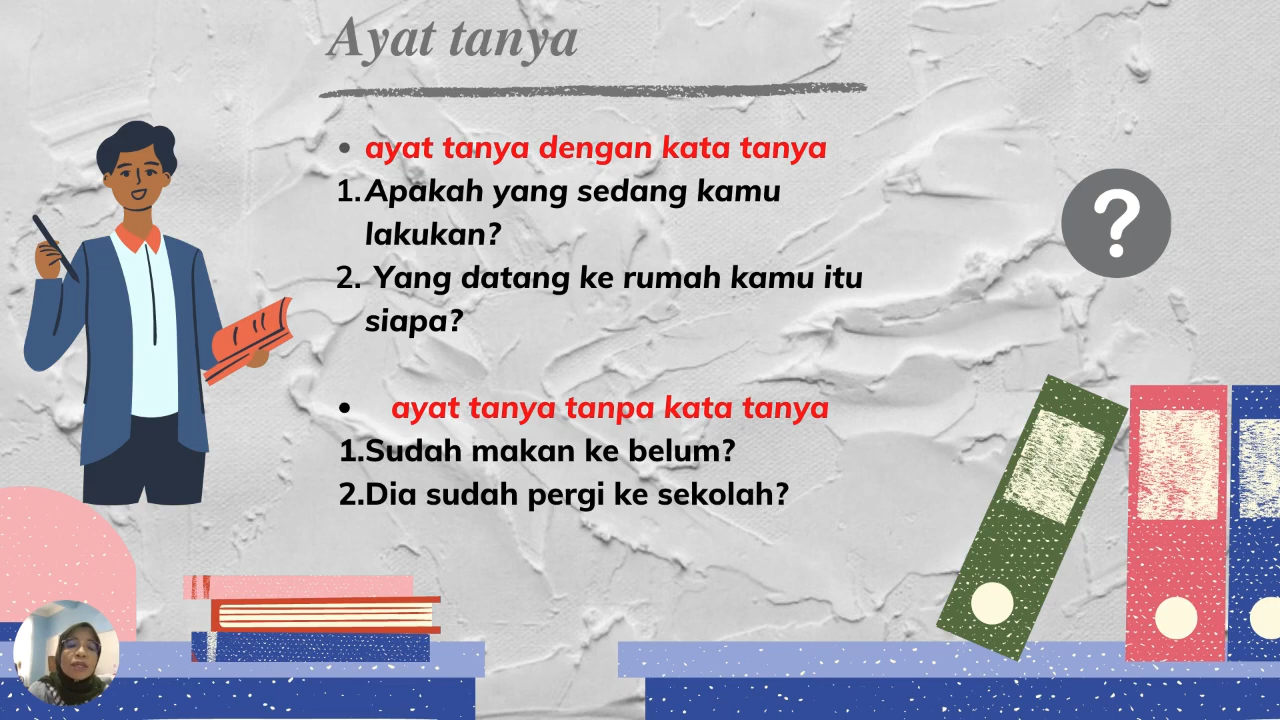 Ayat tanya
• ayat tanya dengan kata tanya
1. Apakah yang sedang kamu
lakukan?
2. Yang datang ke rumah kamu itu
siapa?
?
• ayat tanya tanpa kata tanya
1.Sudah makan ke belum?
2.Dia sudah pergi ke sekolah?